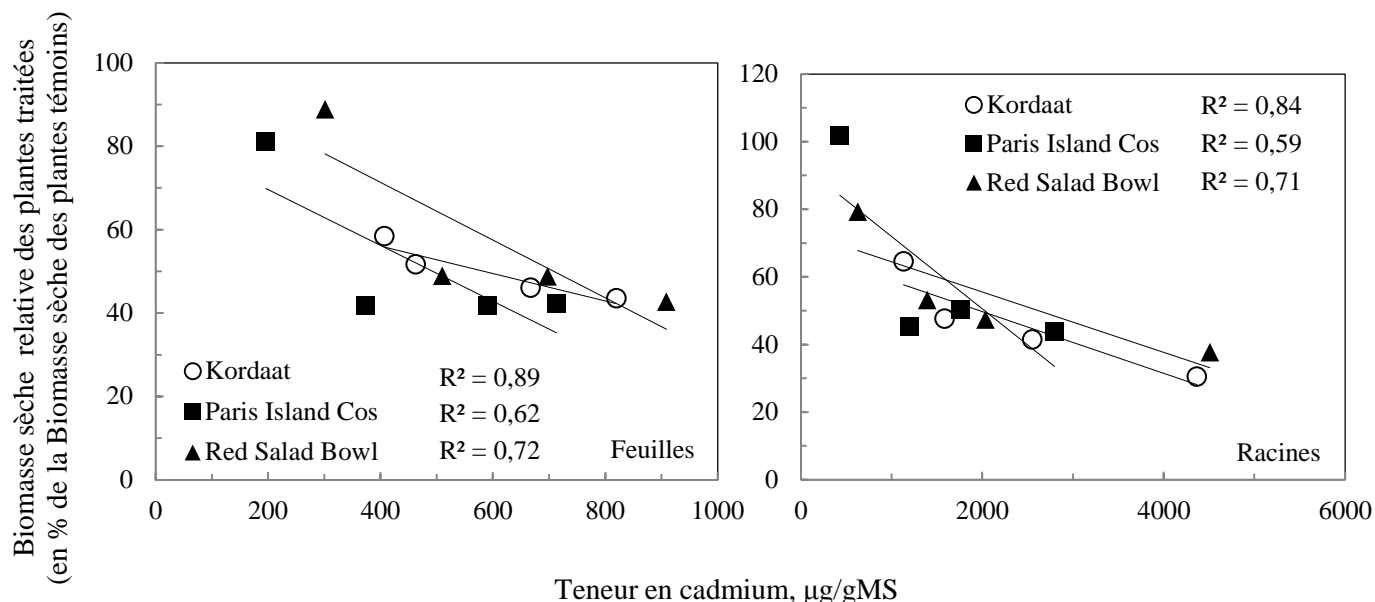 Biomasse sèche relative des plantes traitées
(en % de la Biomasse sèche des plantes témoins)
100
80
60
40
20
0
0 200 400 600 800 1000
Kordaat R² = 0,89
Paris Island Cos R² = 0,62
Red Salad Bowl R² = 0,72
Feuilles
120
100
80
60
40
20
0
0 2000 4000 6000
Kordaat R² = 0,84
Paris Island Cos R² = 0,59
Red Salad Bowl R² = 0,71
Racines
Teneur en cadmium, µg/gMS